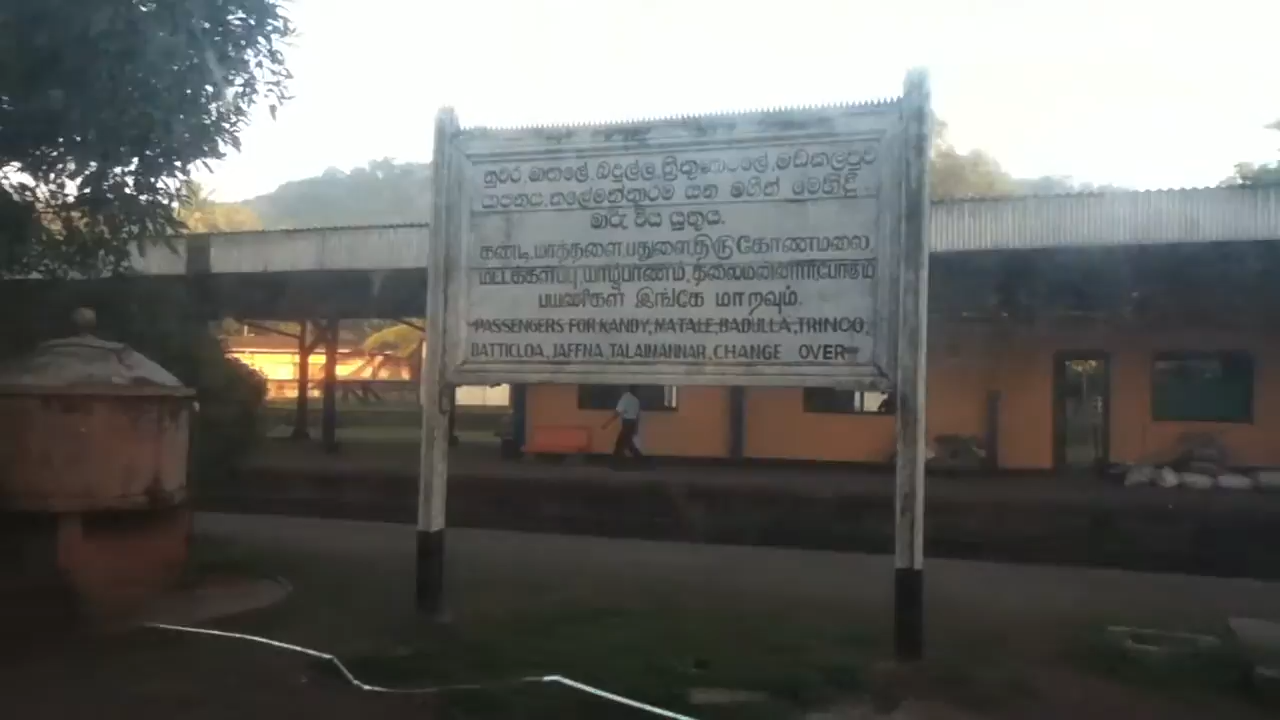 නුවර, මාතලේ, බදුල්ල, ත්‍රිකුණාමලේ, මඩකලපුව
යාපනය, තලේමන්නාරම යන මගීන් මෙහිදී
මාරු විය යුතුය.
கண்டி, மாத்தளை, பதுளை, திருகோணமலை,
மட்டக்களப்பு, யாழ்பாணம், தலைமன்னார்போகும்
பயணிகள் இங்கே மாறவும்.
PASSENGERS FOR KANDY, MATALE, BADULLA, TRINCO,
BATTICLOA, JAFFNA, TALAIMANNAR, CHANGE OVER